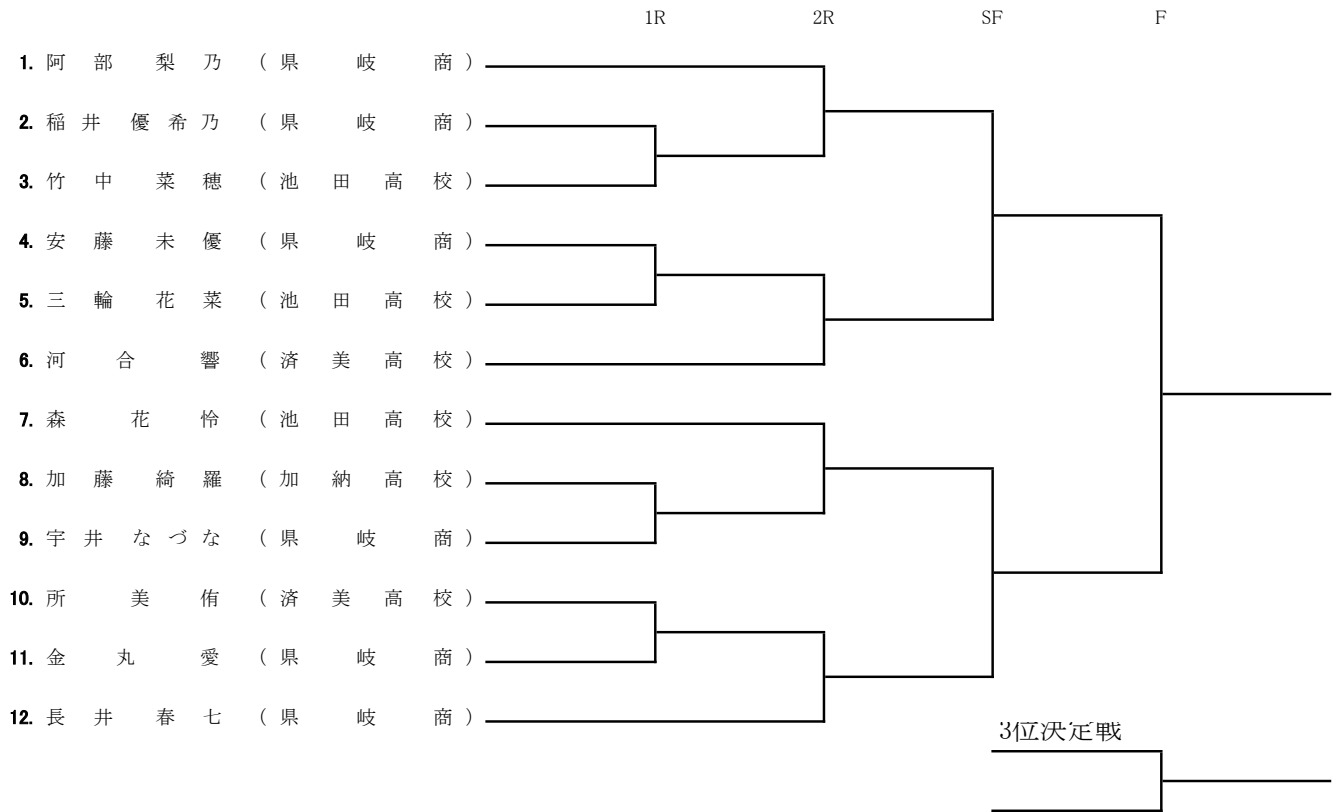 1R 2R SF F
1. 阿部 梨乃 (県岐商)
2. 稲井 優希乃 (県岐商)
3. 竹中 菜穂 (池田高校)
4. 安藤 未優 (県岐商)
5. 三輪 花菜 (池田高校)
6. 河合 響 (済美高校)
7. 森 花怜 (池田高校)
8. 加藤 綺羅 (加納高校)
9. 宇井 なづな (県岐商)
10. 所 美侑 (済美高校)
11. 金丸 愛 (県岐商)
12. 長井 春七 (県岐商)
3位決定戦